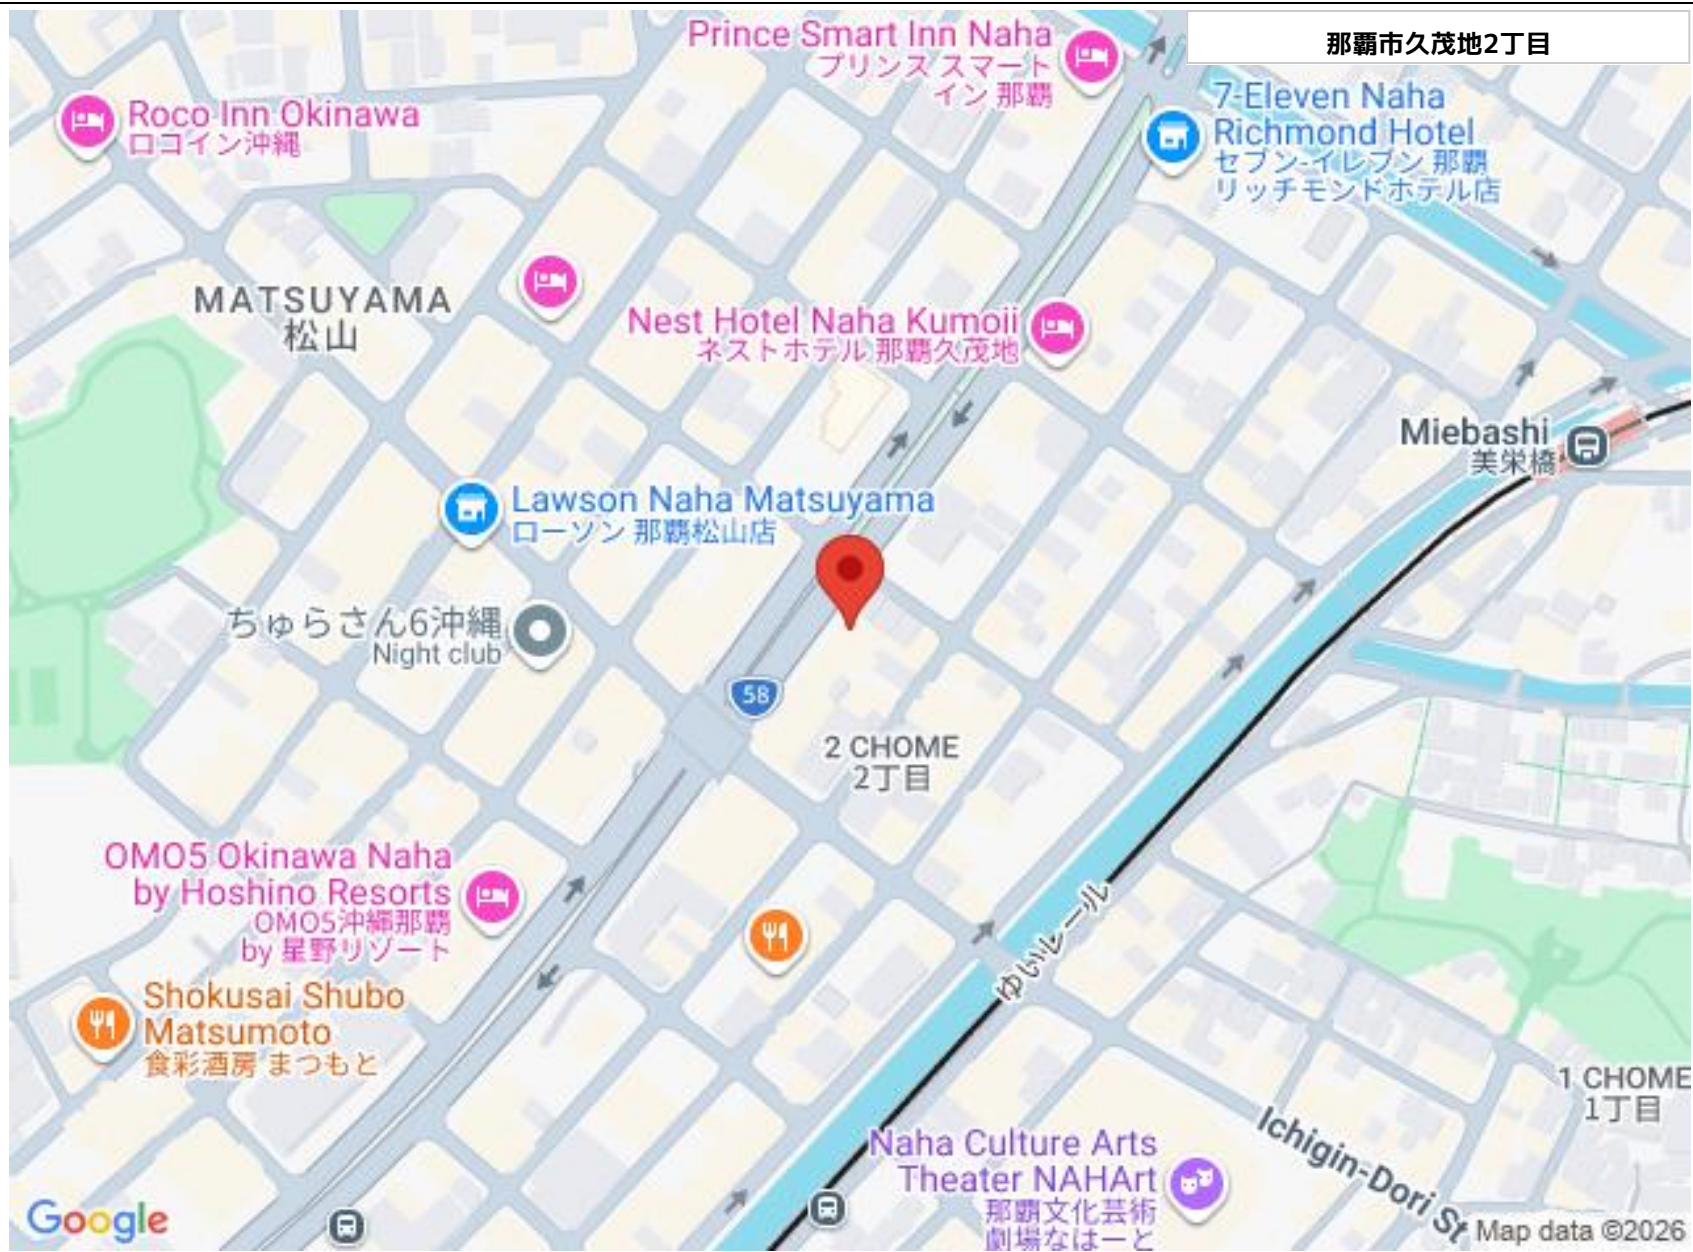 那覇市久茂地2丁目
Prince Smart Inn Naha
プリンス スマート
イン 那覇
Roco Inn Okinawa
ロコイン沖縄
7-Eleven Naha
Richmond Hotel
セブン-イレブン 那覇
リッチモンドホテル店
MATSUYAMA
松山
Nest Hotel Naha Kumoji
ネストホテル 那覇久茂地
Miebashi
美栄橋
Lawson Naha Matsuyama
ローソン 那覇松山店
ちゅらさん6沖縄
Night club
58
2 CHOME
2丁目
OMO5 Okinawa Naha
by Hoshino Resorts
OMO5沖縄那覇
by 星野リゾート
ゆいレール
Shokusai Shubo
Matsumoto
食彩酒房 まつもと
1 CHOME
1丁目
Ichigin-Dori St
Naha Culture Arts
Theater NAHArt
那覇文化芸術
劇場なはーと
Google
Map data ©2026